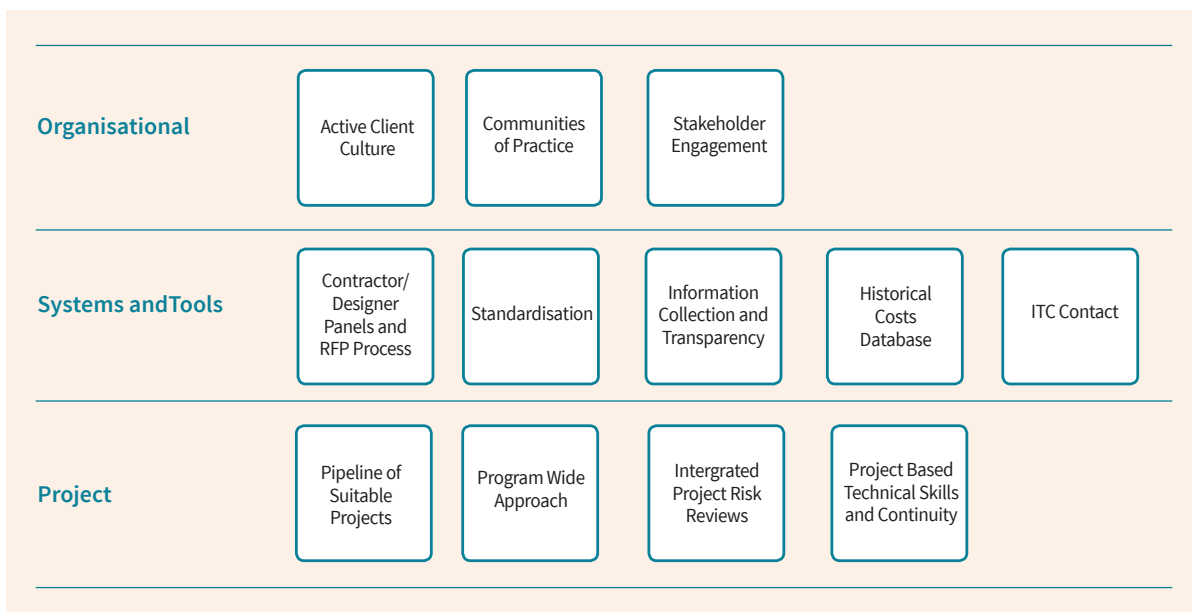 Organisational
Active Client
Culture
Communities
of Practice
Stakeholder
Engagement
Systems andTools
Contractor/
Designer
Panels and
RFP Process
Standardisation
Information
Collection and
Transparency
Historical
Costs
Database
ITC Contact
Project
Pipeline of
Suitable
Projects
Program Wide
Approach
Intergrated
Project Risk
Reviews
Project Based
Technical Skills
and Continuity